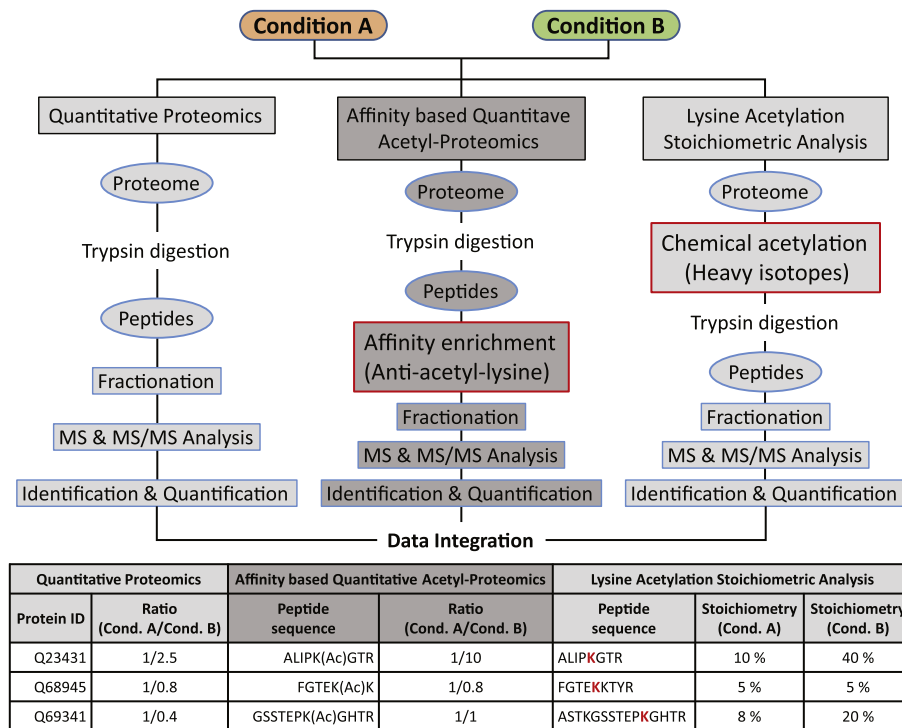 Condition A
Condition B
Quantitative Proteomics
Proteome
Trypsin digestion
Peptides
Fractionation
MS & MS/MS Analysis
Identification & Quantification
Affinity based Quantitave
Acetyl-Proteomics
Proteome
Trypsin digestion
Peptides
Affinity enrichment
(Anti-acetyl-lysine)
Fractionation
MS & MS/MS Analysis
Identification & Quantification
Lysine Acetylation
Stoichiometric Analysis
Proteome
Chemical acetylation
(Heavy isotopes)
Trypsin digestion
Peptides
Fractionation
MS & MS/MS Analysis
Identification & Quantification
Data Integration
Quantitative Proteomics Affinity based Quantitative Acetyl-Proteomics Lysine Acetylation Stoichiometric Analysis
Protein ID Ratio (Cond. A/Cond. B) Peptide sequence Ratio (Cond. A/Cond. B) Peptide sequence Stoichiometry (Cond. A) Stoichiometry (Cond. B)
Q23431 1/2.5 ALIPK(Ac)GTR 1/10 ALIPKGTR 10 % 40 %
Q68945 1/0.8 FGTEK(Ac)K 1/0.8 FGTEKKTYR 5 % 5 %
Q69341 1/0.4 GSSTEPK(Ac)GHTR 1/1 ASTKGSSTEPKGHTR 8 % 20 %